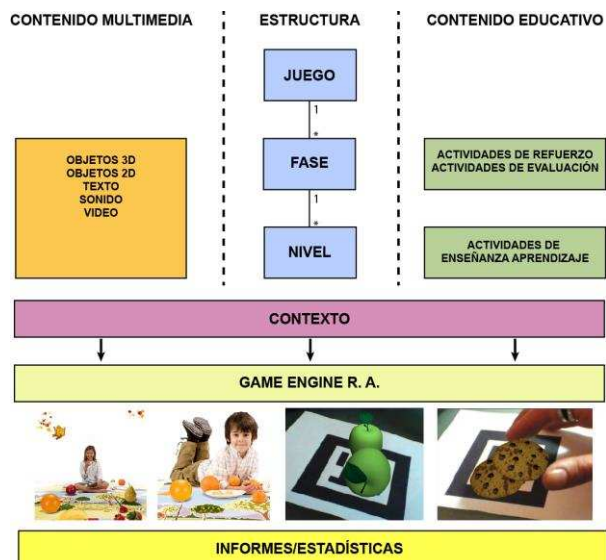 CONTENIDO MULTIMEDIA
ESTRUCTURA
CONTENIDO EDUCATIVO
JUEGO
1
*
FASE
1
*
NIVEL
OBJETOS 3D
OBJETOS 2D
TEXTO
SONIDO
VIDEO
ACTIVIDADES DE REFUERZO
ACTIVIDADES DE EVALUACIÓN
ACTIVIDADES DE
ENSEÑANZA APRENDIZAJE
CONTEXTO
GAME ENGINE R. A.
INFORMES/ESTADÍSTICAS